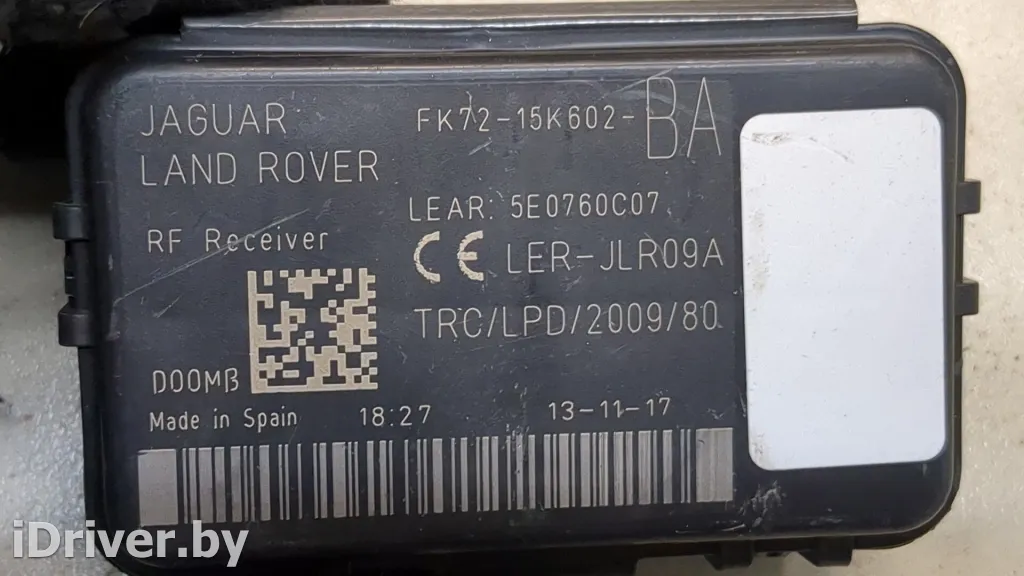 JAGUAR
LAND ROVER
FK72-15K602-BA
LEAR: 5E0760C07
RF Receiver
CE LER-JLR09A
TRC/LPD/2009/80
D00Mß
Made in Spain 18:27 13-11-17
iDriver.by